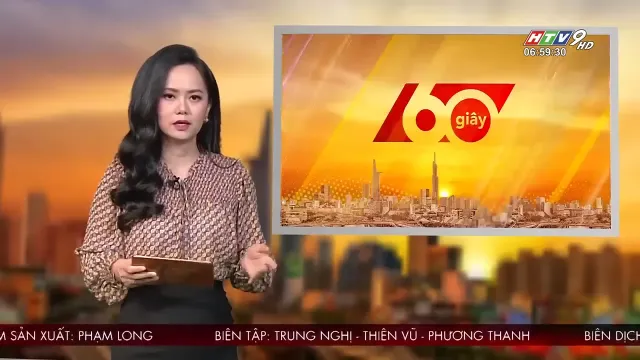 HTV9 HD
06:59:30
60 giây
M SẢN XUẤT: PHẠM LONG BIÊN TẬP: TRUNG NGHỊ - THIÊN VŨ - PHƯƠNG THANH BIÊN DỊCH